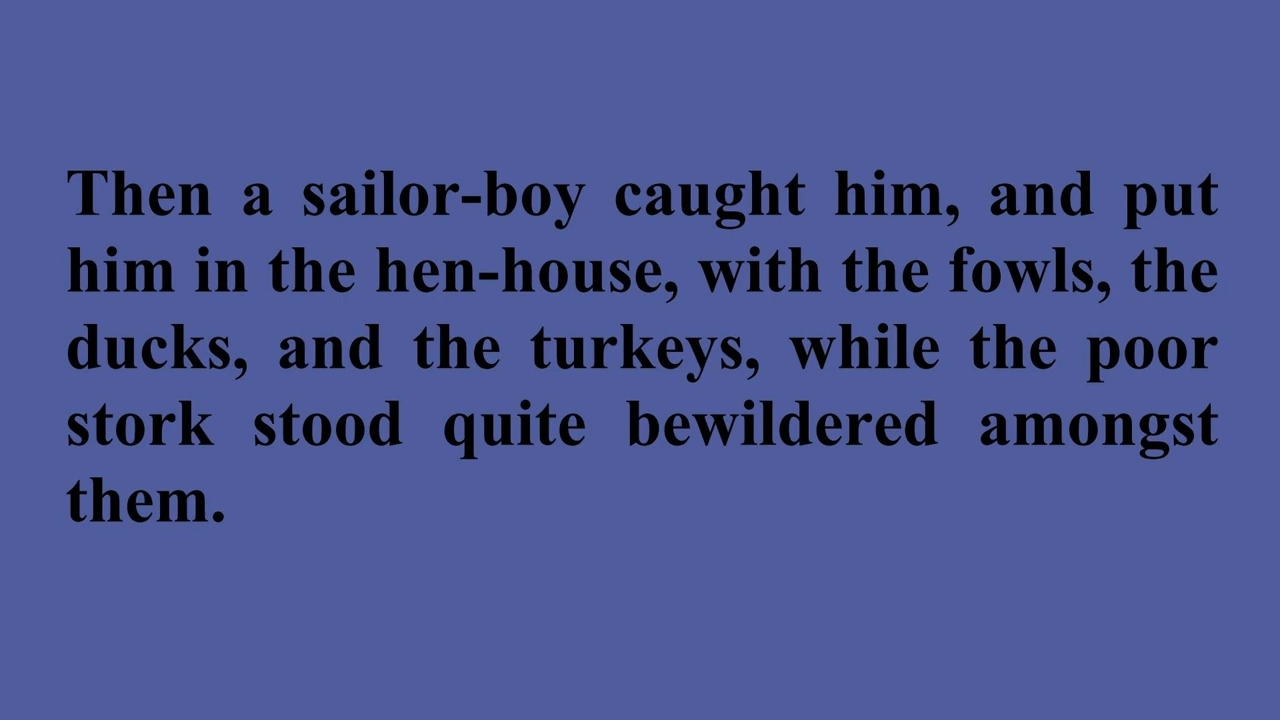 Then a sailor-boy caught him, and put
him in the hen-house, with the fowls, the
ducks, and the turkeys, while the poor
stork stood quite bewildered amongst
them.